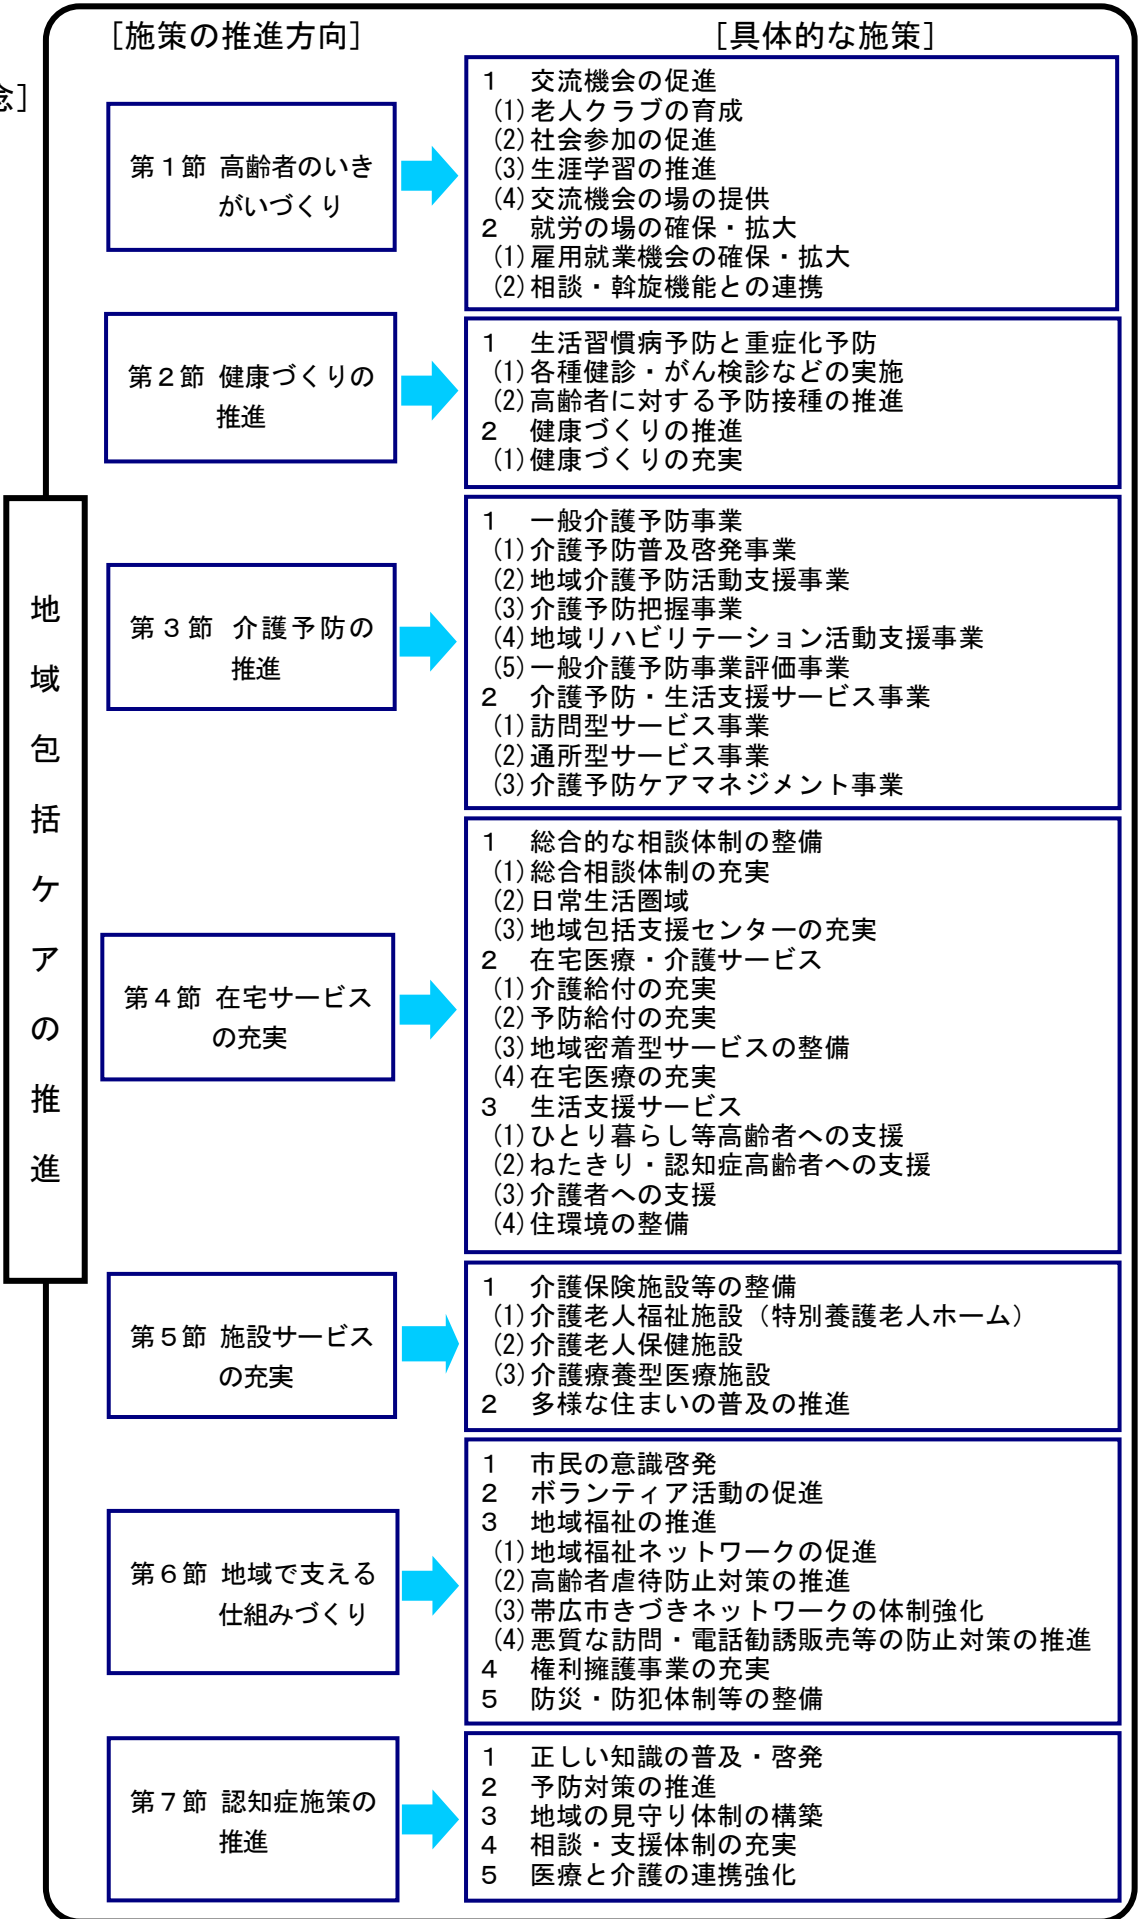 [施策の推進方向]
[具体的な施策]
念]
地域包括ケアの推進
第１節 高齢者のいき
がいづくり
１　交流機会の促進
(1)老人クラブの育成
(2)社会参加の促進
(3)生涯学習の推進
(4)交流機会の場の提供
２　就労の場の確保・拡大
(1)雇用就業機会の確保・拡大
(2)相談・斡旋機能との連携
第２節 健康づくりの
推進
１　生活習慣病予防と重症化予防
(1)各種健診・がん検診などの実施
(2)高齢者に対する予防接種の推進
２　健康づくりの推進
(1)健康づくりの充実
第３節 介護予防の
推進
１　一般介護予防事業
(1)介護予防普及啓発事業
(2)地域介護予防活動支援事業
(3)介護予防把握事業
(4)地域リハビリテーション活動支援事業
(5)一般介護予防事業評価事業
２　介護予防・生活支援サービス事業
(1)訪問型サービス事業
(2)通所型サービス事業
(3)介護予防ケアマネジメント事業
第４節 在宅サービス
の充実
１　総合的な相談体制の整備
(1)総合相談体制の充実
(2)日常生活圏域
(3)地域包括支援センターの充実
２　在宅医療・介護サービス
(1)介護給付の充実
(2)予防給付の充実
(3)地域密着型サービスの整備
(4)在宅医療の充実
３　生活支援サービス
(1)ひとり暮らし等高齢者への支援
(2)ねたきり・認知症高齢者への支援
(3)介護者への支援
(4)住環境の整備
第５節 施設サービス
の充実
１　介護保険施設等の整備
(1)介護老人福祉施設（特別養護老人ホーム）
(2)介護老人保健施設
(3)介護療養型医療施設
２　多様な住まいの普及の推進
第６節 地域で支える
仕組みづくり
１　市民の意識啓発
２　ボランティア活動の促進
３　地域福祉の推進
(1)地域福祉ネットワークの促進
(2)高齢者虐待防止対策の推進
(3)帯広市きづきネットワークの体制強化
(4)悪質な訪問・電話勧誘販売等の防止対策の推進
４　権利擁護事業の充実
５　防災・防犯体制等の整備
第７節 認知症施策の
推進
１　正しい知識の普及・啓発
２　予防対策の推進
３　地域の見守り体制の構築
４　相談・支援体制の充実
５　医療と介護の連携強化